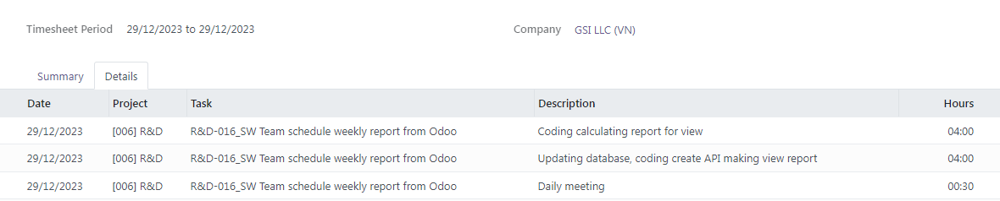 Timesheet Period 29/12/2023 to 29/12/2023 Company GSI LLC (VN)
Summary Details
Date Project Task Description Hours
29/12/2023 [006] R&D R&D-016_SW Team schedule weekly report from Odoo Coding calculating report for view 04:00
29/12/2023 [006] R&D R&D-016_SW Team schedule weekly report from Odoo Updating database, coding create API making view report 04:00
29/12/2023 [006] R&D R&D-016_SW Team schedule weekly report from Odoo Daily meeting 00:30